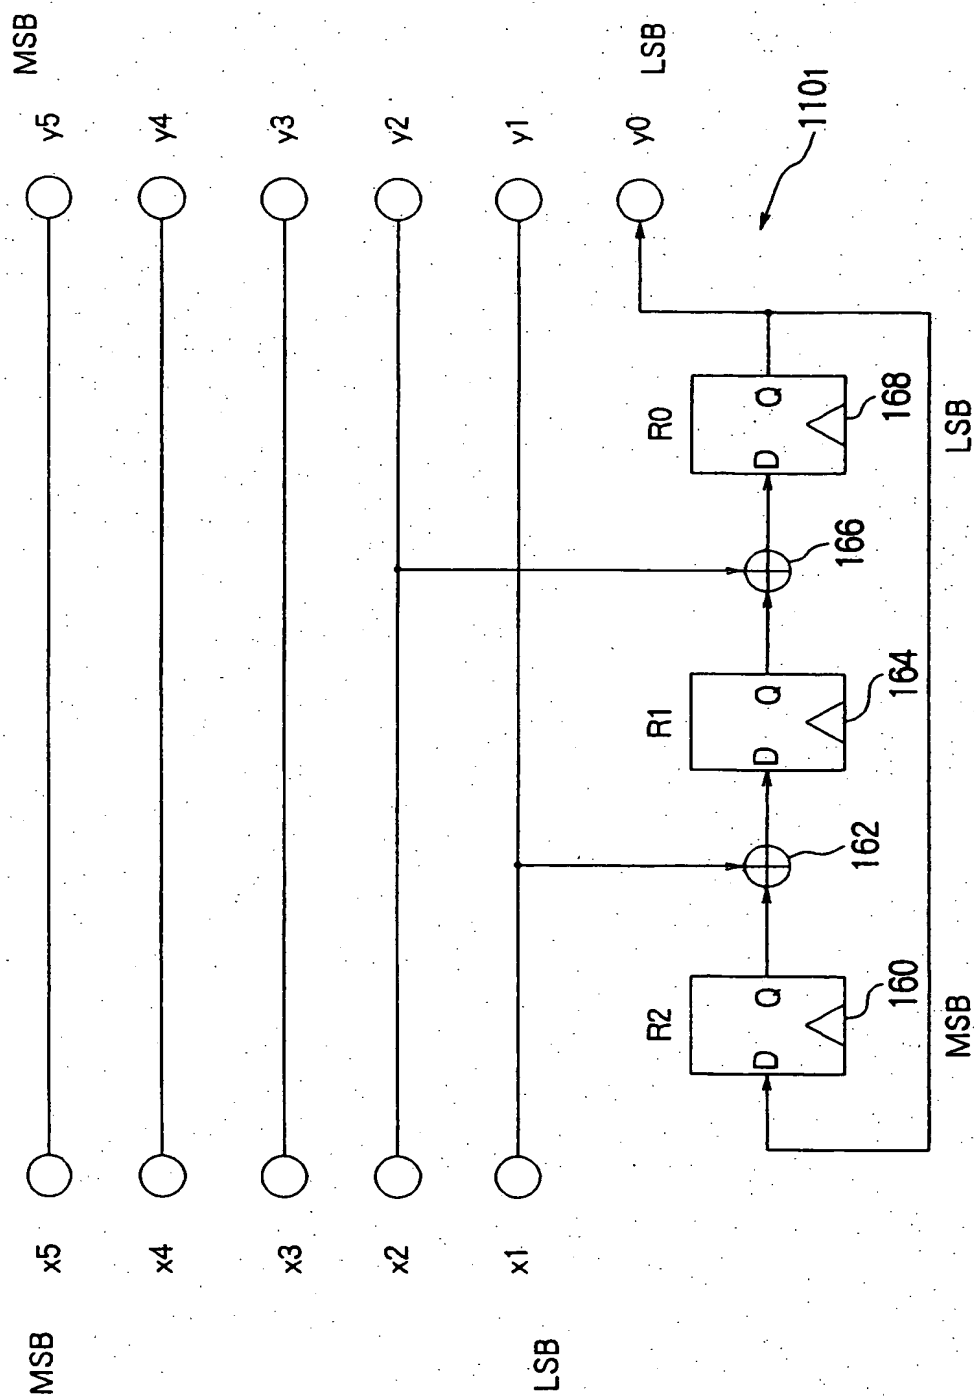 MSB MSB
x5 y5
x4 y4
x3 y3
x2 y2
x1 y1
LSB y0 LSB
1101
R2 R1 R0
D Q D Q D Q
160 162 164 166 168
MSB LSB